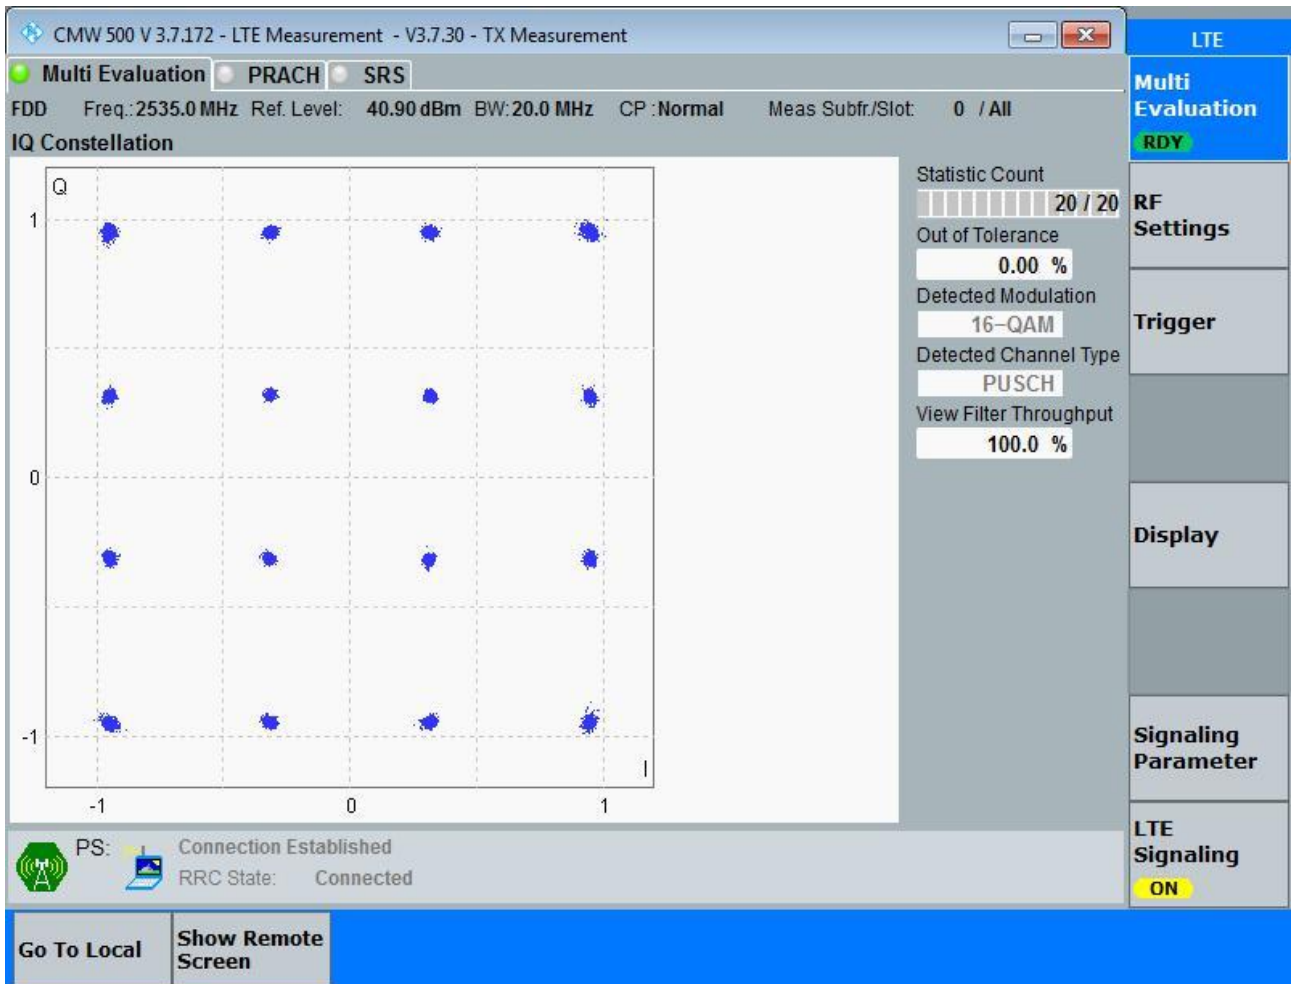 CMW 500 V 3.7.172 - LTE Measurement - V3.7.30 - TX Measurement
LTE
Multi Evaluation PRACH SRS
FDD Freq.: 2535.0 MHz Ref. Level: 40.90 dBm BW: 20.0 MHz CP : Normal Meas Subfr./Slot: 0 / All
IQ Constellation
Q
1
0
-1
I
-1 0 1
Statistic Count
20 / 20
Out of Tolerance
0.00 %
Detected Modulation
16-QAM
Detected Channel Type
PUSCH
View Filter Throughput
100.0 %
Multi
Evaluation
RDY
RF
Settings
Trigger
Display
Signaling
Parameter
LTE
Signaling
ON
PS: Connection Established
RRC State: Connected
Go To Local
Show Remote
Screen